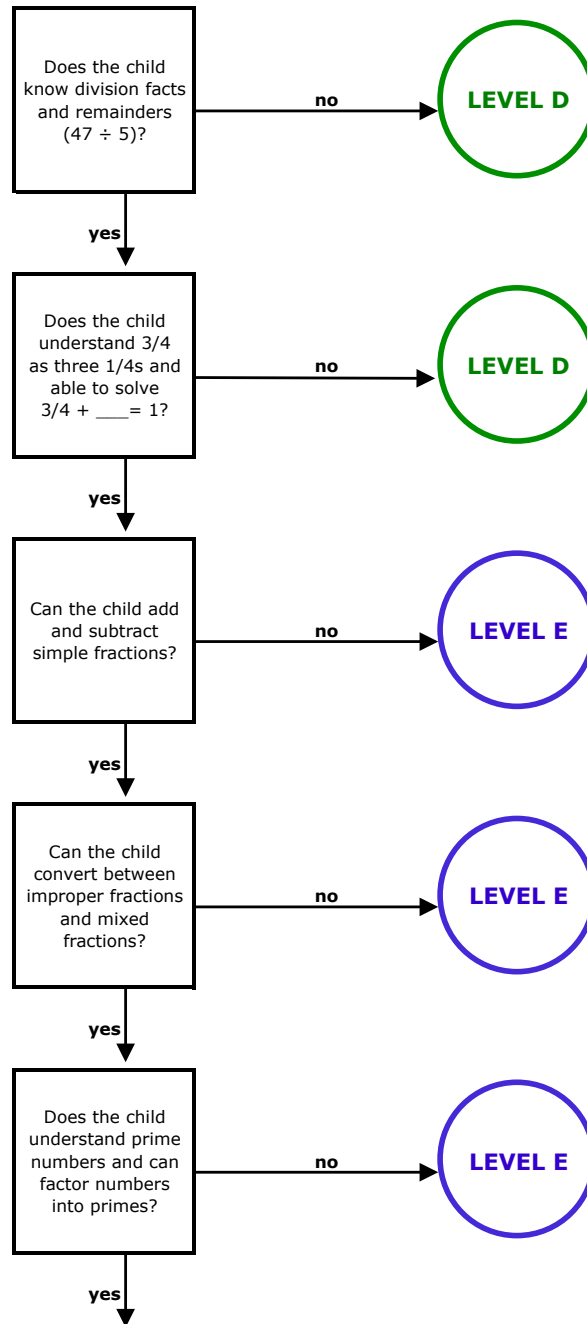 Does the child
know division facts
and remainders
(47 ÷ 5)?
no
LEVEL D
yes
Does the child
understand 3/4
as three 1/4s and
able to solve
3/4 + ___= 1?
no
LEVEL D
yes
Can the child add
and subtract
simple fractions?
no
LEVEL E
yes
Can the child
convert between
improper fractions
and mixed
fractions?
no
LEVEL E
yes
Does the child
understand prime
numbers and can
factor numbers
into primes?
no
LEVEL E
yes